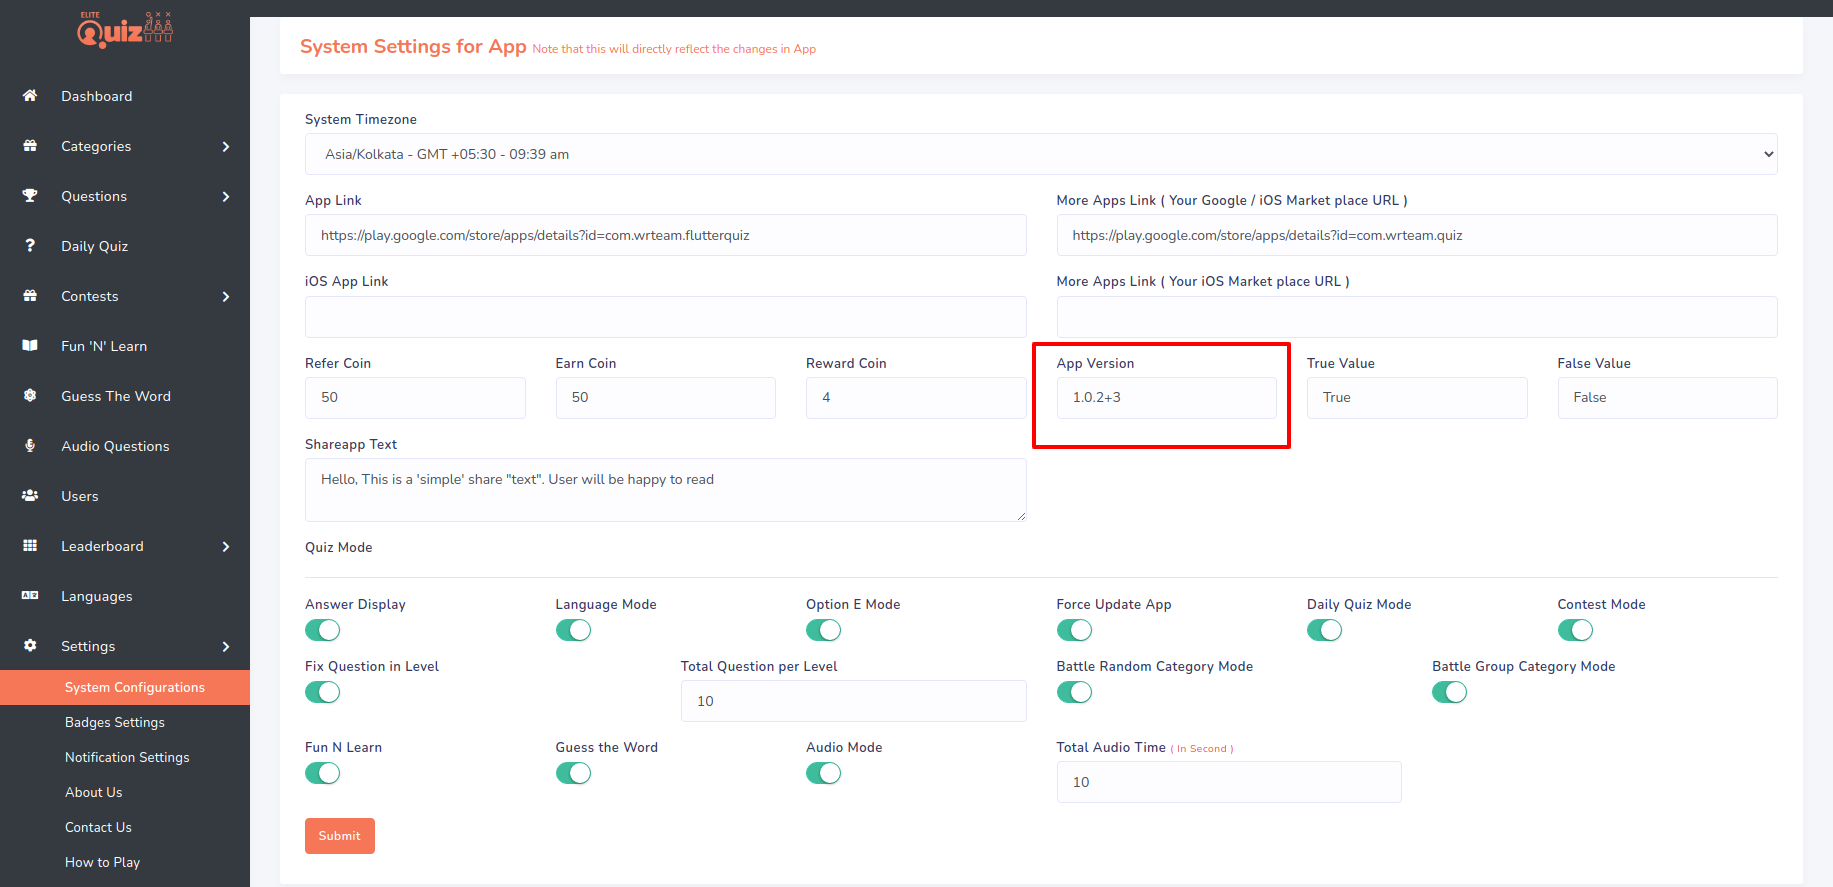 ELITE
Quiz
Dashboard
Categories
Questions
Daily Quiz
Contests
Fun 'N' Learn
Guess The Word
Audio Questions
Users
Leaderboard
Languages
Settings
System Configurations
Badges Settings
Notification Settings
About Us
Contact Us
How to Play
System Settings for App Note that this will directly reflect the changes in App
System Timezone
Asia/Kolkata - GMT +05:30 - 09:39 am
App Link
More Apps Link ( Your Google / iOS Market place URL )
https://play.google.com/store/apps/details?id=com.wrteam.flutterquiz
https://play.google.com/store/apps/details?id=com.wrteam.quiz
iOS App Link
More Apps Link ( Your iOS Market place URL )
Refer Coin
Earn Coin
Reward Coin
App Version
True Value
False Value
50
50
4
1.0.2+3
True
False
Shareapp Text
Hello, This is a 'simple' share "text". User will be happy to read
Quiz Mode
Answer Display
Language Mode
Option E Mode
Force Update App
Daily Quiz Mode
Contest Mode
Fix Question in Level
Total Question per Level
Battle Random Category Mode
Battle Group Category Mode
10
Fun N Learn
Guess the Word
Audio Mode
Total Audio Time ( In Second )
10
Submit